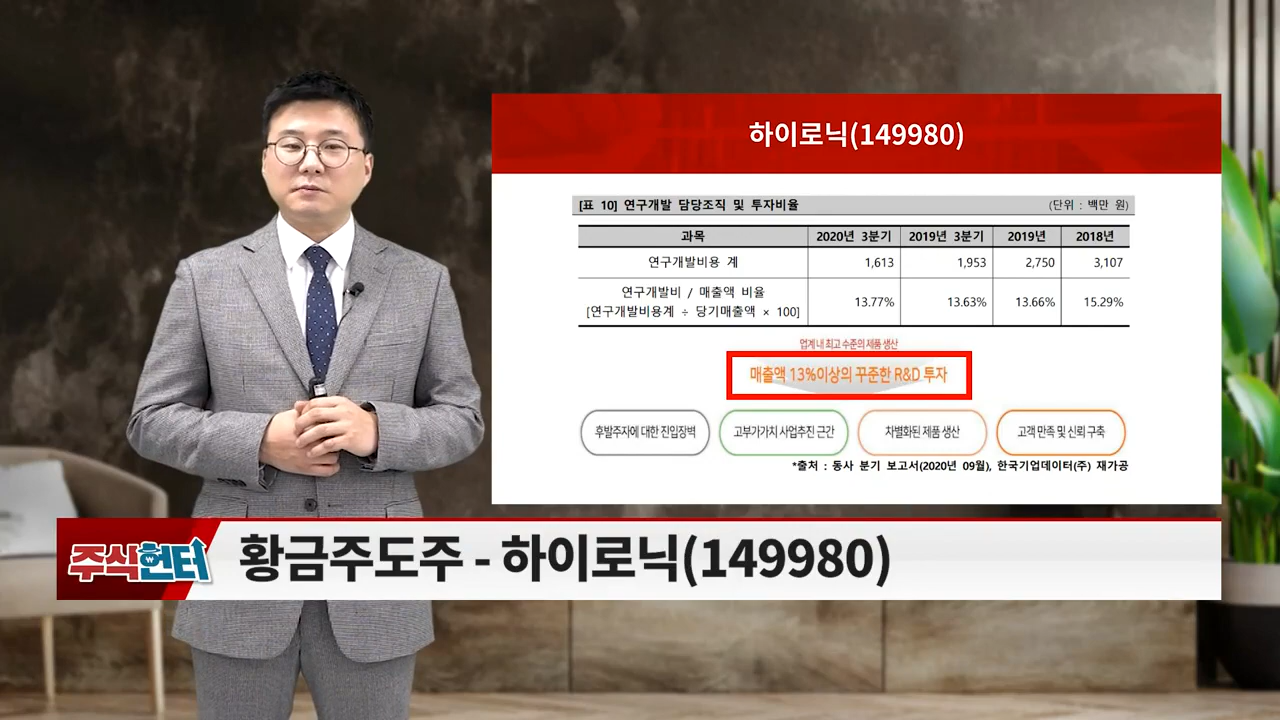 하이로닉(149980)
[표 10] 연구개발 담당조직 및 투자비율 (단위 : 백만 원)
과목 2020년 3분기 2019년 3분기 2019년 2018년
연구개발비용 계 1,613 1,953 2,750 3,107
연구개발비 / 매출액 비율
[연구개발비용계 ÷ 당기매출액 × 100] 13.77% 13.63% 13.66% 15.29%
업계 내 최고 수준의 제품 생산
매출액 13%이상의 꾸준한 R&D 투자
후발주자에 대한 진입장벽 고부가가치 사업추진 근간 차별화된 제품 생산 고객 만족 및 신뢰 구축
*출처 : 동사 분기 보고서(2020년 09월), 한국기업데이터(주) 재가공
주식헌터 황금주도주 - 하이로닉(149980)